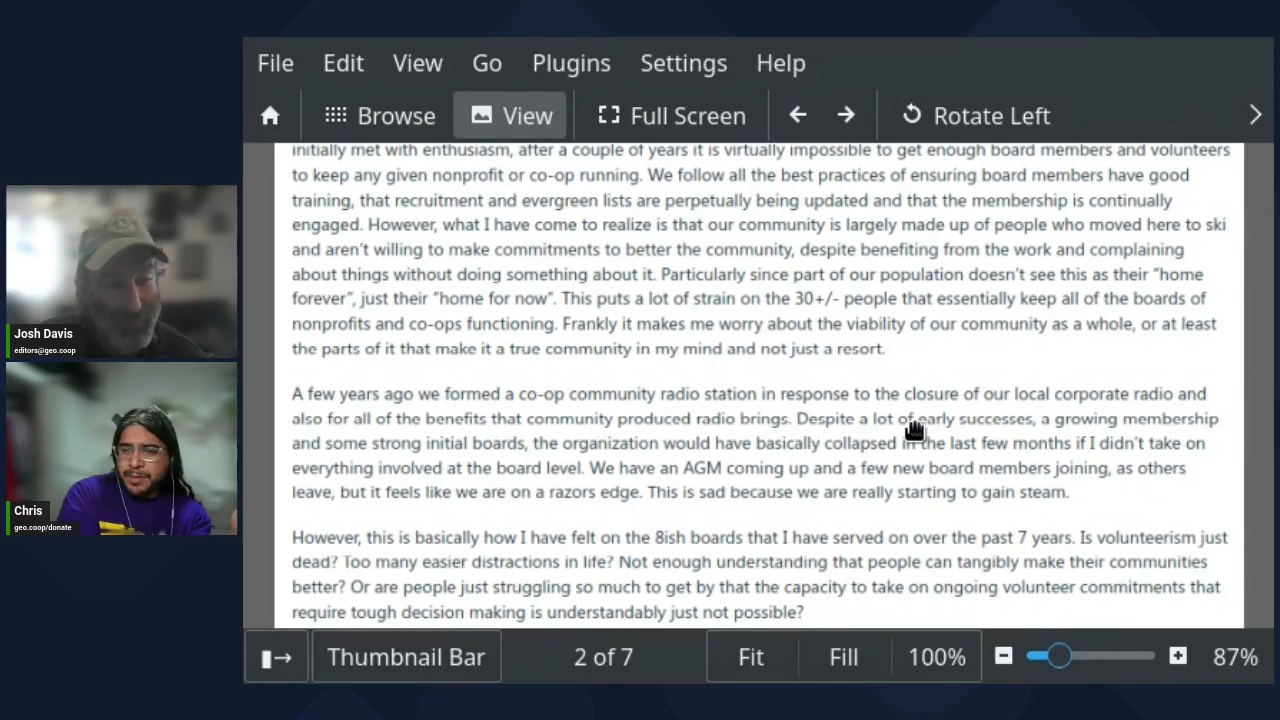 File Edit View Go Plugins Settings Help
Browse View Full Screen Rotate Left
initially met with enthusiasm, after a couple of years it is virtually impossible to get enough board members and volunteers
to keep any given nonprofit or co-op running. We follow all the best practices of ensuring board members have good
training, that recruitment and evergreen lists are perpetually being updated and that the membership is continually
engaged. However, what I have come to realize is that our community is largely made up of people who moved here to ski
and aren't willing to make commitments to better the community, despite benefiting from the work and complaining
about things without doing something about it. Particularly since part of our population doesn't see this as their "home
forever", just their "home for now". This puts a lot of strain on the 30+/- people that essentially keep all of the boards of
nonprofits and co-ops functioning. Frankly it makes me worry about the viability of our community as a whole, or at least
the parts of it that make it a true community in my mind and not just a resort.
A few years ago we formed a co-op community radio station in response to the closure of our local corporate radio and
also for all of the benefits that community produced radio brings. Despite a lot of early successes, a growing membership
and some strong initial boards, the organization would have basically collapsed in the last few months if I didn't take on
everything involved at the board level. We have an AGM coming up and a few new board members joining, as others
leave, but it feels like we are on a razors edge. This is sad because we are really starting to gain steam.
However, this is basically how I have felt on the 8ish boards that I have served on over the past 7 years. Is volunteerism just
dead? Too many easier distractions in life? Not enough understanding that people can tangibly make their communities
better? Or are people just struggling so much to get by that the capacity to take on ongoing volunteer commitments that
require tough decision making is understandably just not possible?
Thumbnail Bar 2 of 7 Fit Fill 100% 87%
Josh Davis
editors@geo.coop
Chris
geo.coop/donate